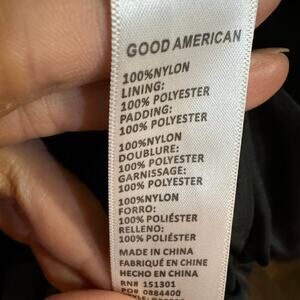 GOOD AMERICAN
100%NYLON
LINING:
100% POLYESTER
PADDING:
100% POLYESTER
100%NYLON
DOUBLURE:
100% POLYESTER
GARNISSAGE:
100% POLYESTER
100%NYLON
FORRO:
100% POLIÉSTER
RELLENO:
100% POLIÉSTER
MADE IN CHINA
FABRIQUÉ EN CHINE
HECHO EN CHINA
RN# 151301
PO# 0884400